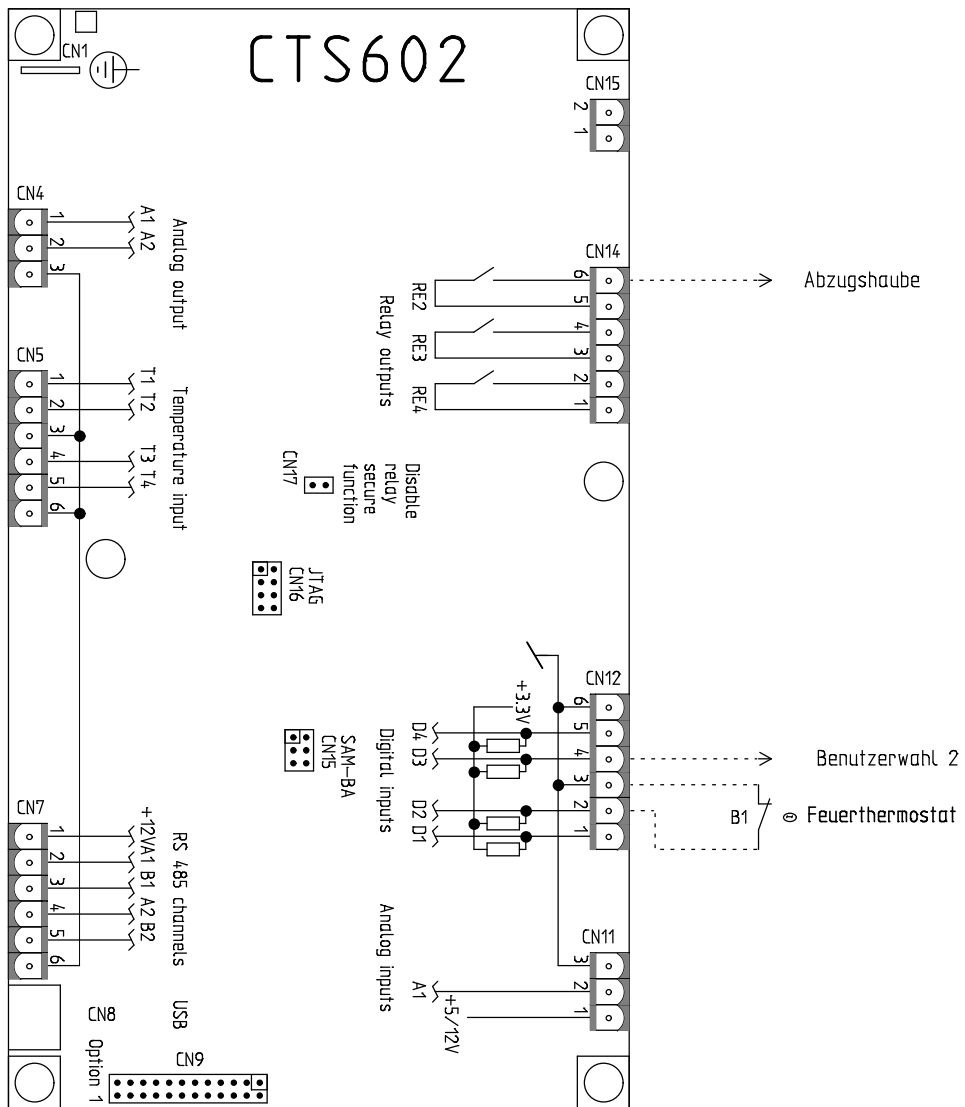 CTS602
CN1
CN15
2
1
CN4
1
2
3
A1
A2
Analog output
CN14
6
5
4
3
2
1
RE2
RE3
RE4
Relay outputs
Abzugshaube
CN5
1
2
3
4
5
6
T1
T2
T3
T4
Temperature input
CN17
Disable
relay
secure
function
JTAG
CN16
CN12
6
5
4
3
2
1
+3.3V
D4
D3
D2
D1
Digital inputs
Benutzerwahl 2
B1
Feuerthermostat
SAM-BA
CN15
CN7
1
2
3
4
5
6
+12V
A1
B1
A2
B2
RS 485 channels
CN11
3
2
1
A1
+5/12V
Analog inputs
CN8
USB
Option 1
CN9